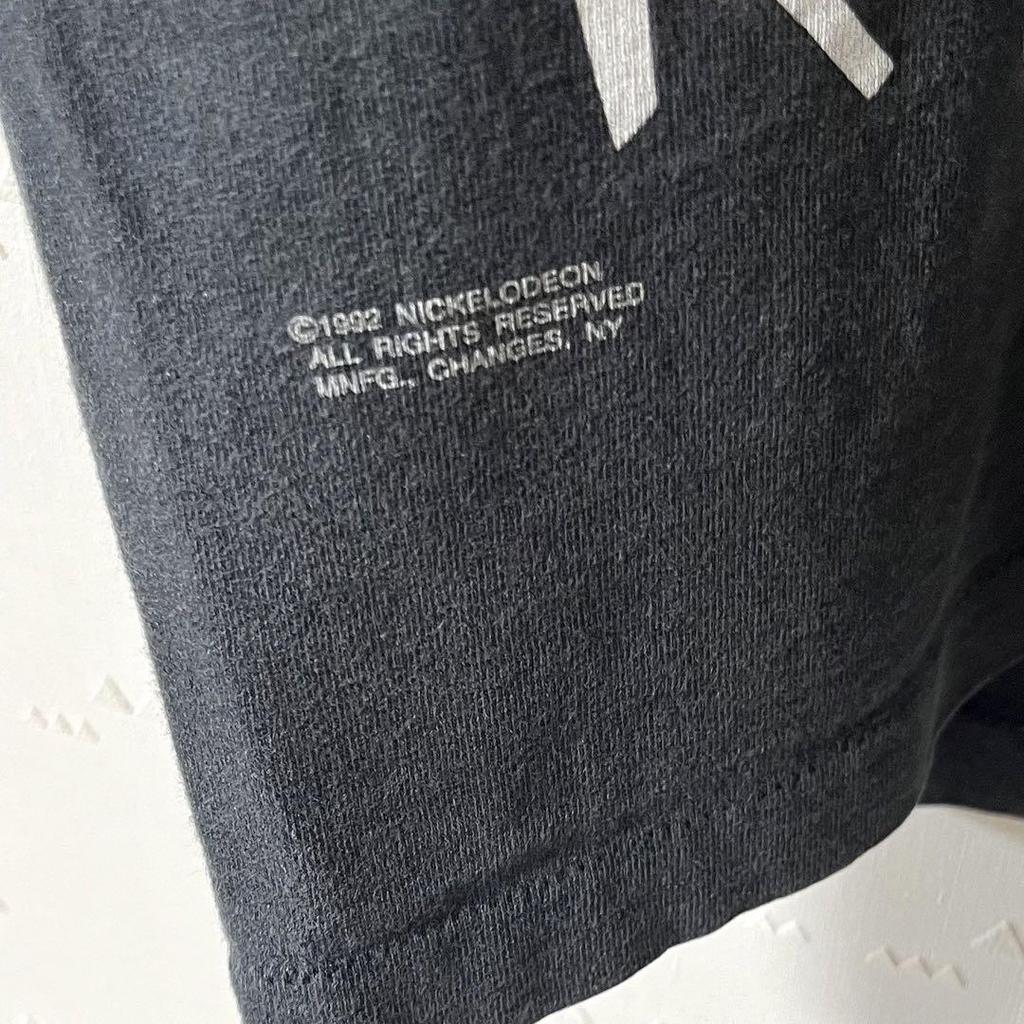 ©1992 NICKELODEON
ALL RIGHTS RESERVED
MNFG., CHANGES, NY